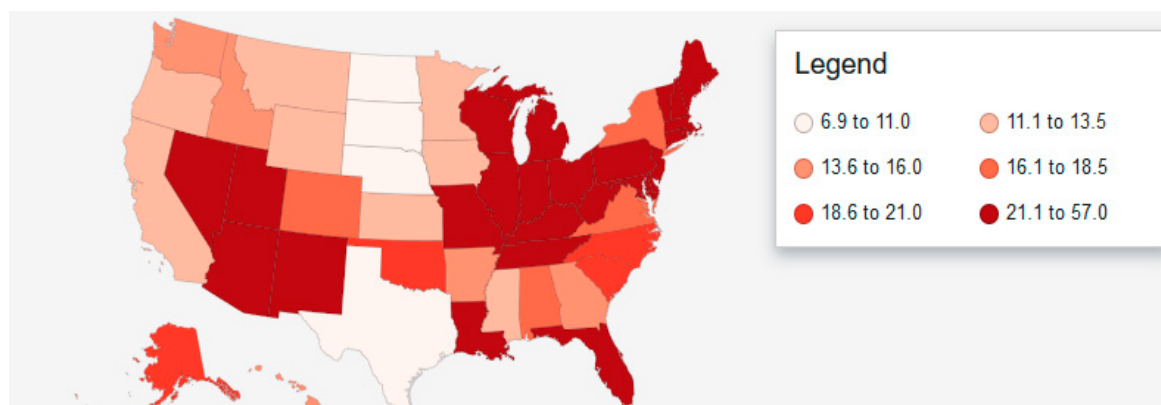 Legend
6.9 to 11.0
11.1 to 13.5
13.6 to 16.0
16.1 to 18.5
18.6 to 21.0
21.1 to 57.0